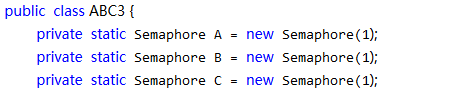 public class ABC3 {
private static Semaphore A = new Semaphore(1);
private static Semaphore B = new Semaphore(1);
private static Semaphore C = new Semaphore(1);